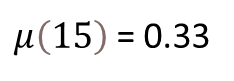 μ(15) = 0.33